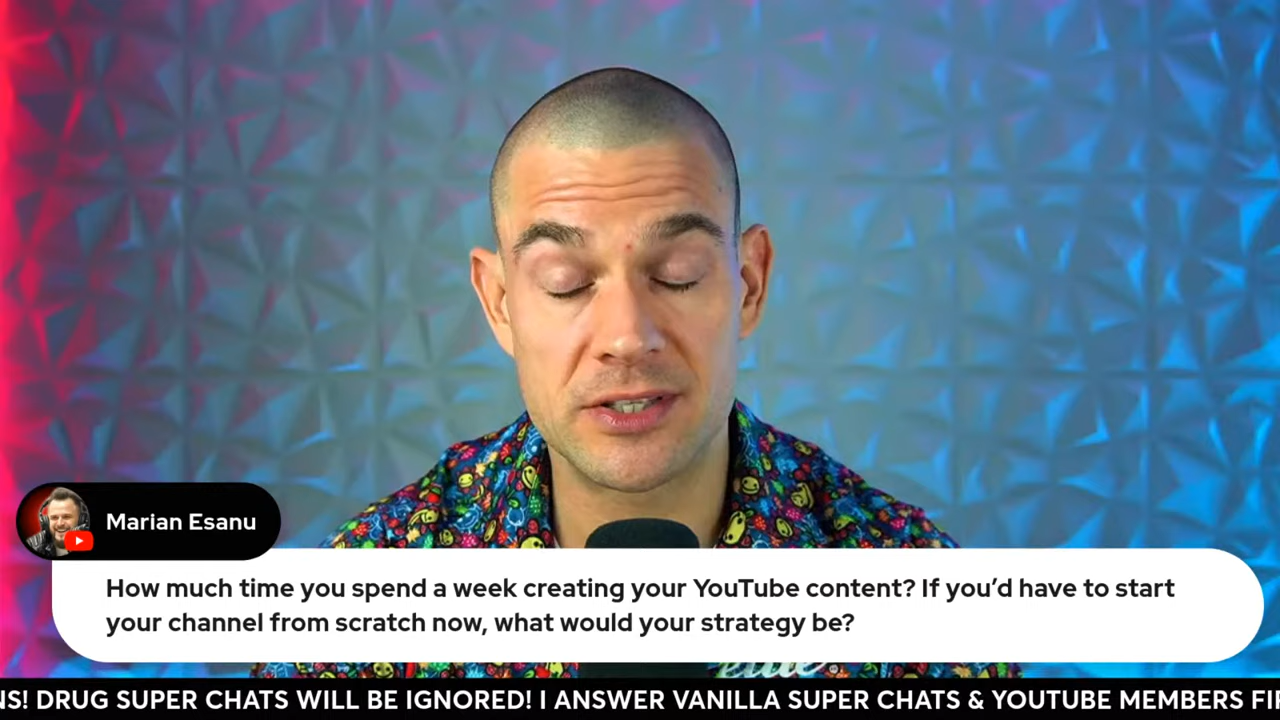 Marian Esanu
How much time you spend a week creating your YouTube content? If you’d have to start
your channel from scratch now, what would your strategy be?
NS! DRUG SUPER CHATS WILL BE IGNORED! I ANSWER VANILLA SUPER CHATS & YOUTUBE MEMBERS FI